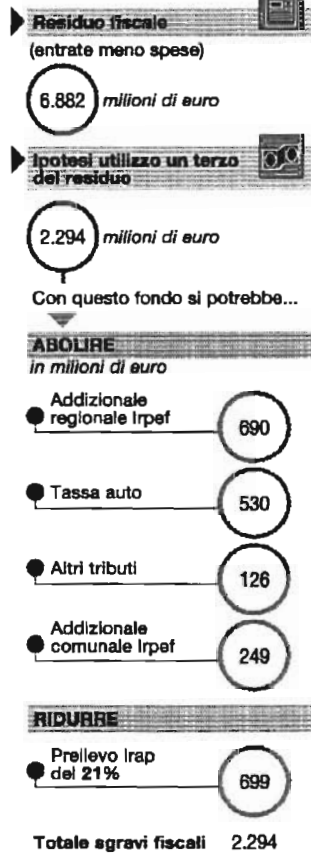 Residuo fiscale
(entrate meno spese)
6.882 milioni di euro
Ipotesi utilizzo un terzo
del residuo
2.294 milioni di euro
Con questo fondo si potrebbe...
ABOLIRE
in milioni di euro
Addizionale
regionale Irpef
690
Tassa auto
530
Altri tributi
126
Addizionale
comunale Irpef
249
RIDURRE
Prelievo Irap
del 21%
699
Totale sgravi fiscali 2.294